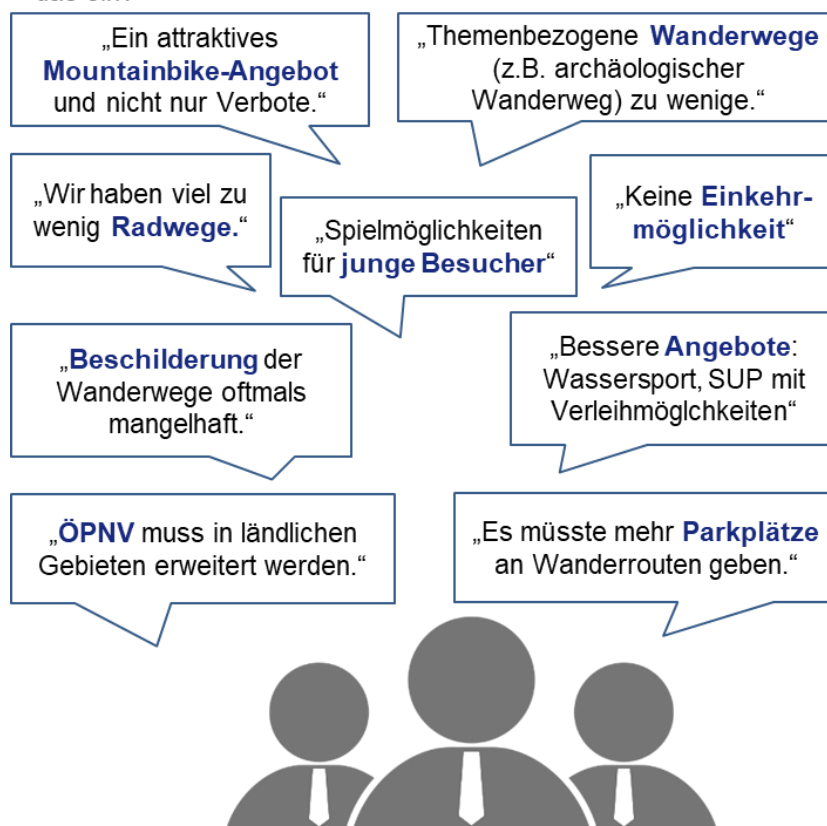 „Ein attraktives
Mountainbike-Angebot
und nicht nur Verbote.“
„Themenbezogene Wanderwege
(z.B. archäologischer
Wanderweg) zu wenige.“
„Wir haben viel zu
wenig Radwege.“
„Spielmöglichkeiten
für junge Besucher“
„Keine Einkehr-
möglichkeit“
„Beschilderung der
Wanderwege oftmals
mangelhaft.“
„Bessere Angebote:
Wassersport, SUP mit
Verleihmöglchkeiten“
„ÖPNV muss in ländlichen
Gebieten erweitert werden.“
„Es müsste mehr Parkplätze
an Wanderrouten geben.“